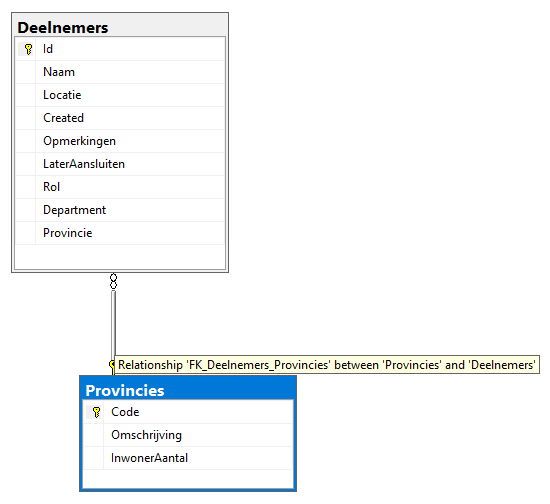 Deelnemers
Id
Naam
Locatie
Created
Opmerkingen
LaterAansluiten
Rol
Department
Provincie
Relationship 'FK_Deelnemers_Provincies' between 'Provincies' and 'Deelnemers'
Provincies
Code
Omschrijving
InwonerAantal